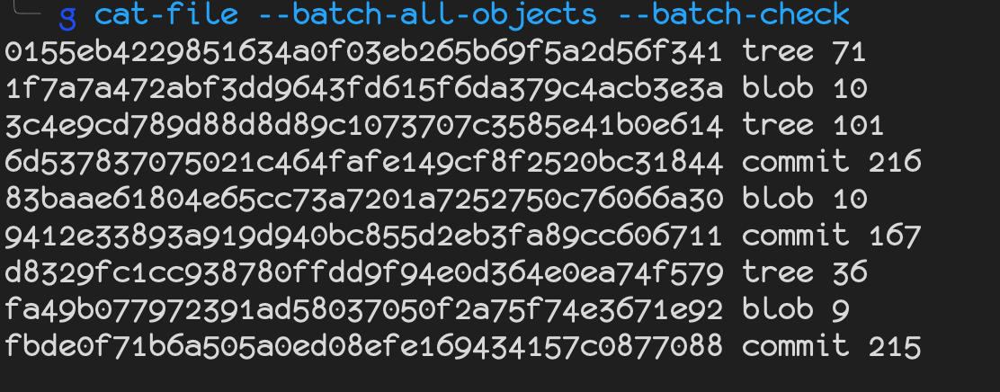 g cat-file --batch-all-objects --batch-check
0155eb4229851634a0f03eb265b69f5a2d56f341 tree 71
1f7a7a472abf3dd9643fd615f6da379c4acb3e3a blob 10
3c4e9cd789d88d8d89c1073707c3585e41b0e614 tree 101
6d537837075021c464fafe149cf8f2520bc31844 commit 216
83baae61804e65cc73a7201a7252750c76066a30 blob 10
9412e33893a919d940bc855d2eb3fa89cc606711 commit 167
d8329fc1cc938780ffdd9f94e0d364e0ea74f579 tree 36
fa49b077972391ad58037050f2a75f74e3671e92 blob 9
fbde0f71b6a505a0ed08efe169434157c0877088 commit 215